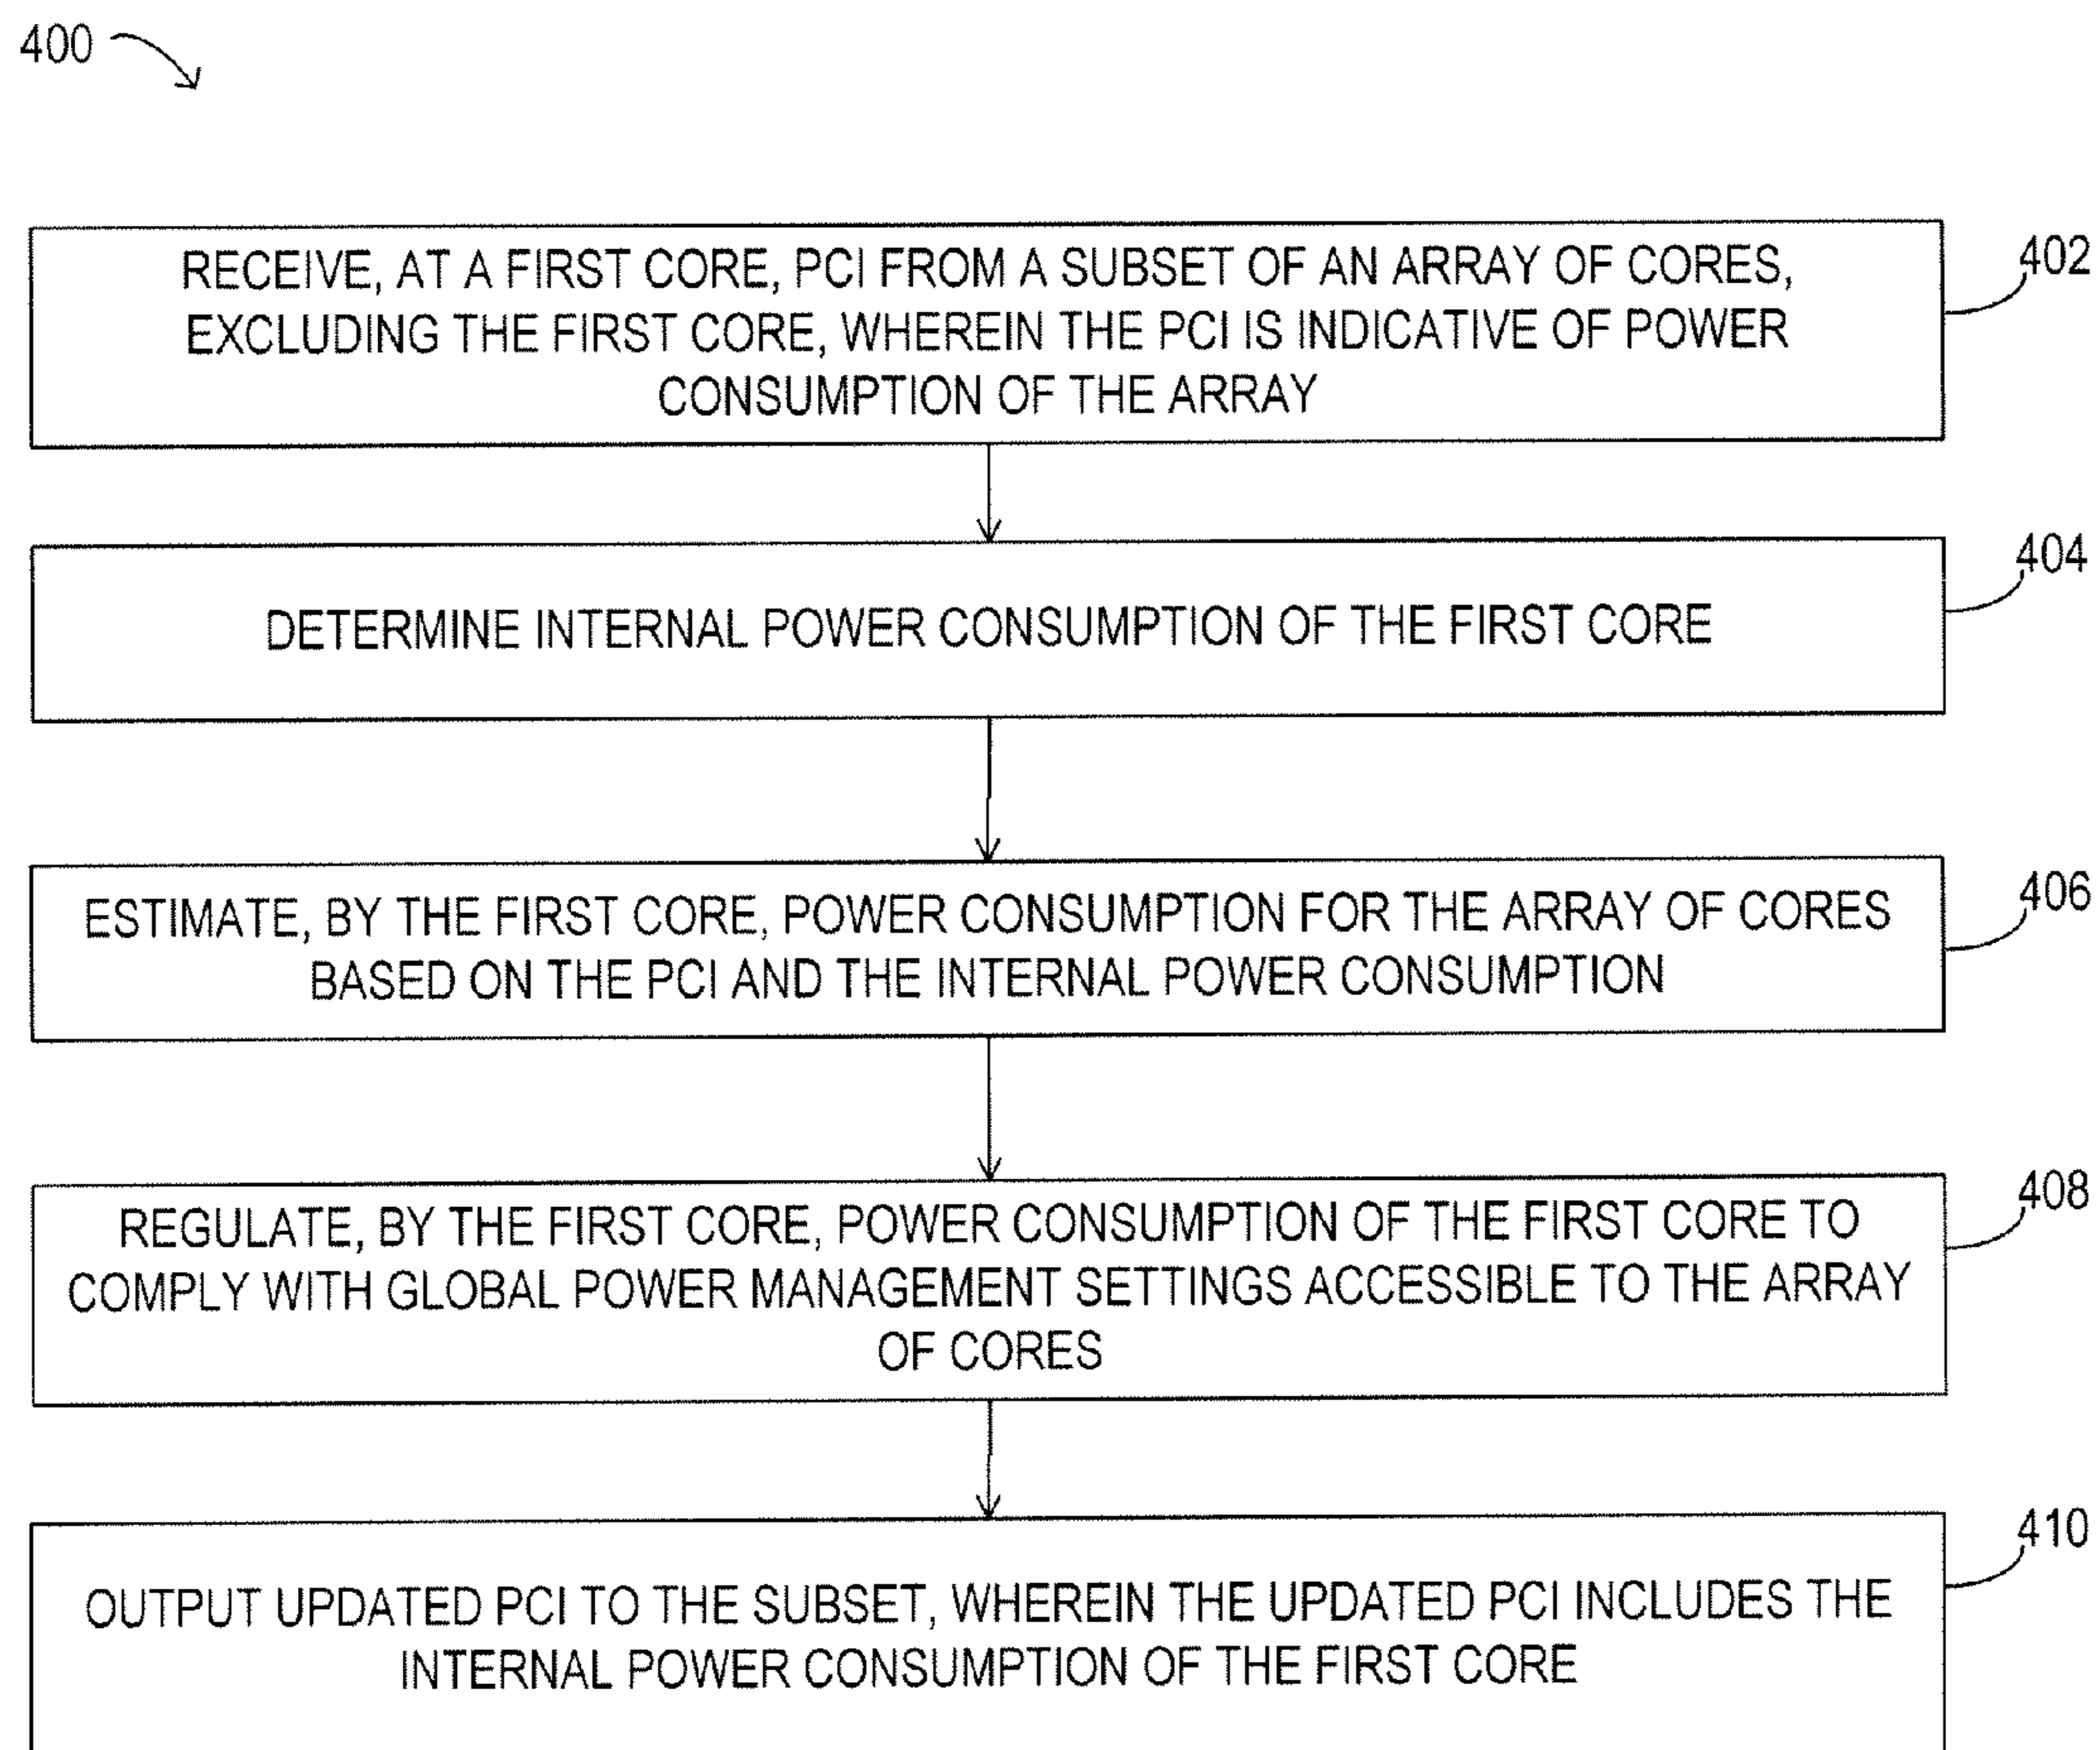 400
RECEIVE, AT A FIRST CORE, PCI FROM A SUBSET OF AN ARRAY OF CORES,
EXCLUDING THE FIRST CORE, WHEREIN THE PCI IS INDICATIVE OF POWER
CONSUMPTION OF THE ARRAY
402
DETERMINE INTERNAL POWER CONSUMPTION OF THE FIRST CORE
404
ESTIMATE, BY THE FIRST CORE, POWER CONSUMPTION FOR THE ARRAY OF CORES
BASED ON THE PCI AND THE INTERNAL POWER CONSUMPTION
406
REGULATE, BY THE FIRST CORE, POWER CONSUMPTION OF THE FIRST CORE TO
COMPLY WITH GLOBAL POWER MANAGEMENT SETTINGS ACCESSIBLE TO THE ARRAY
OF CORES
408
OUTPUT UPDATED PCI TO THE SUBSET, WHEREIN THE UPDATED PCI INCLUDES THE
INTERNAL POWER CONSUMPTION OF THE FIRST CORE
410